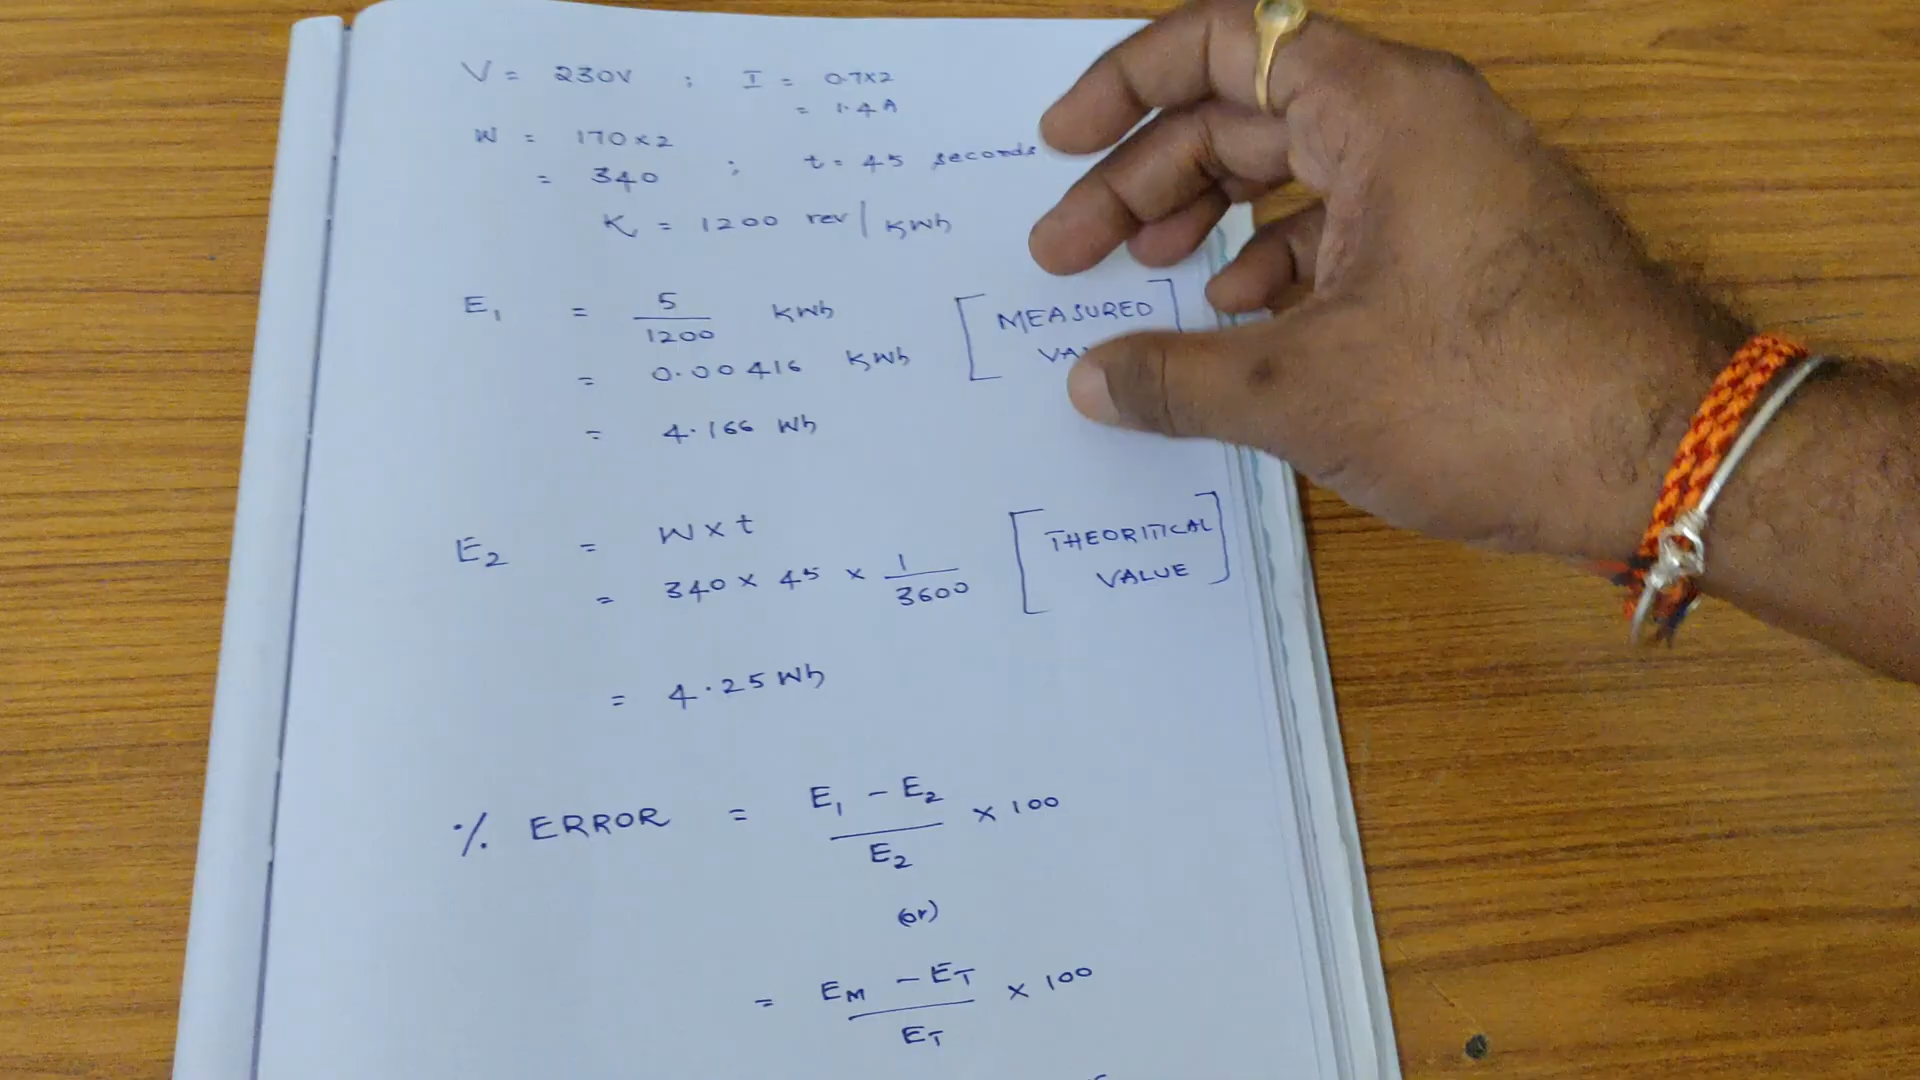 V = 230V ; I = 0.7x2
= 1.4A
W = 170x2
= 340 ; t = 45 seconds
K = 1200 rev/kWh
E1 = 5/1200 kWh [MEASURED
= 0.00416 kWh
= 4.166 Wh
E2 = W x t
= 340 x 45 x 1/3600 [THEORITICAL VALUE]
= 4.25 Wh
% ERROR = E1 - E2/E2 x 100
(or)
= EM - ET/ET x 100